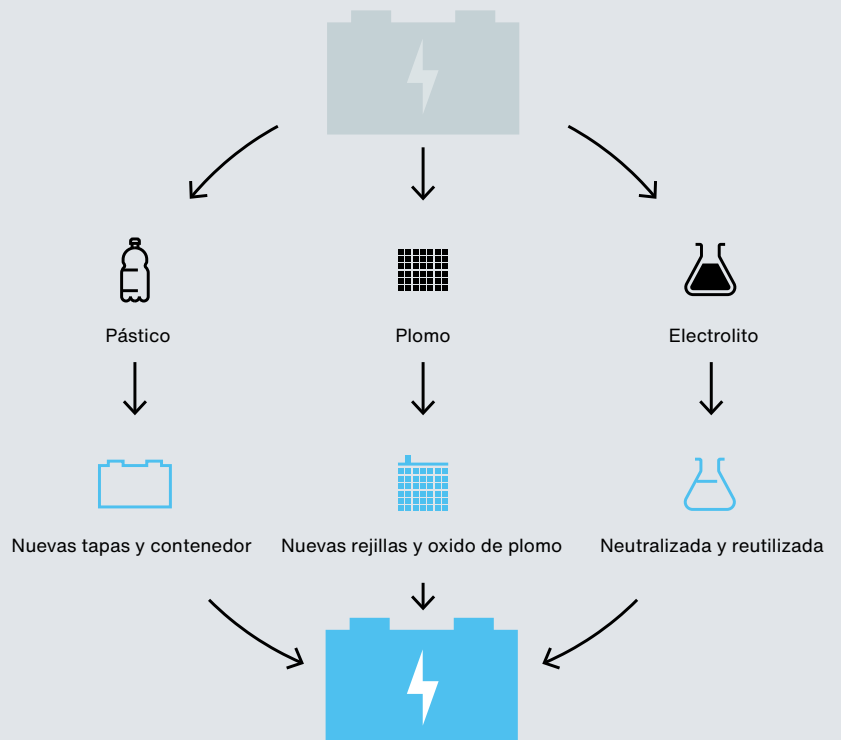 Pástico
Plomo
Electrolito
Nuevas tapas y contenedor
Nuevas rejillas y oxido de plomo
Neutralizada y reutilizada